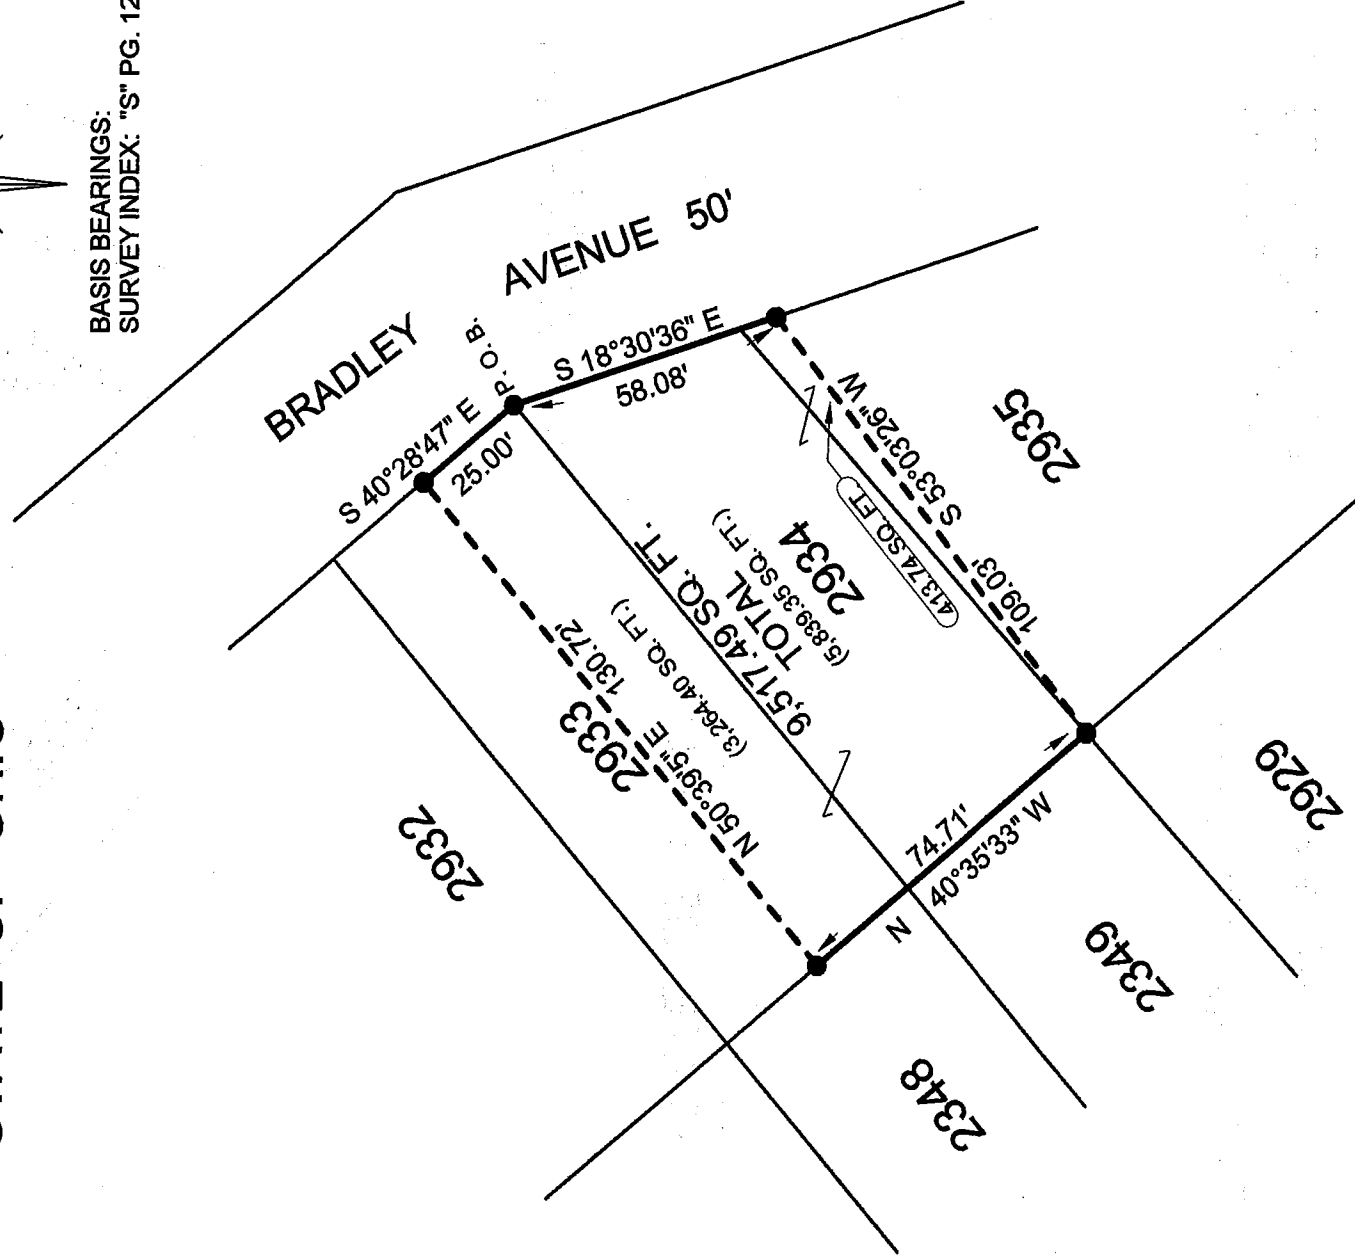 BASIS BEARINGS:
SURVEY INDEX: "S" PG. 12
BRADLEY AVENUE 50'
P.O.B.
S 40°28'47" E
25.00'
S 18°30'36" E
58.08'
S 53°03'26" W
109.03'
413.74 SQ. FT.
2935
2934
(5,839.35 SQ. FT.)
9,517.49 SQ. FT.
TOTAL
(3,264.40 SQ. FT.)
2933
N 50°39'5" E
130.72'
2932
74.71'
N 40°35'33" W
2929
2349
2348